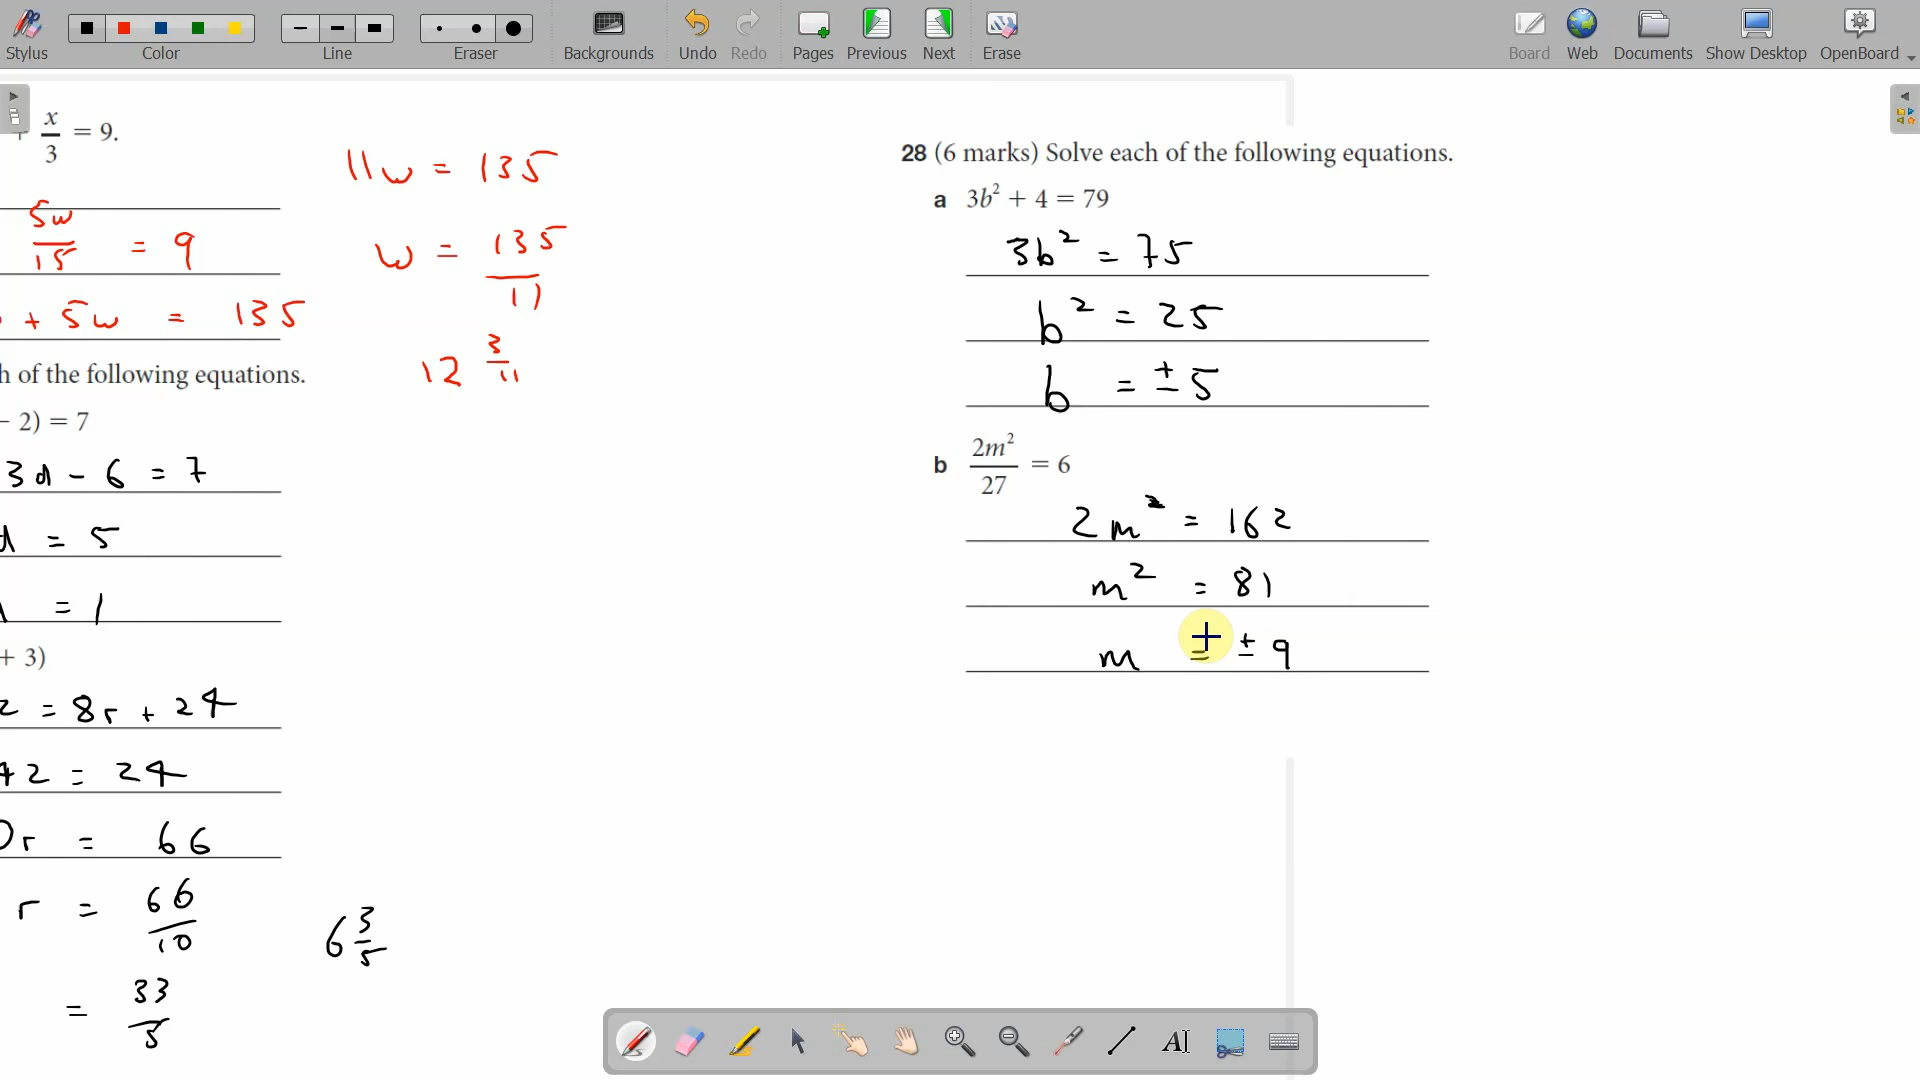 Stylus Color Line Eraser Backgrounds Undo Redo Pages Previous Next Erase Board Web Documents Show Desktop OpenBoard
+ x/3 = 9.
5w/15 = 9
+ 5w = 135
h of the following equations.
– 2) = 7
3d - 6 = 7
d = 5
= 1
+ 3)
2 = 8r + 24
42 = 24
0r = 66
r = 66/10
= 33/5
6 3/5
11w = 135
w = 135/11
12 3/11
28 (6 marks) Solve each of the following equations.
a 3b² + 4 = 79
3b² = 75
b² = 25
b = ± 5
b 2m²/27 = 6
2m² = 162
m² = 81
m = ± 9